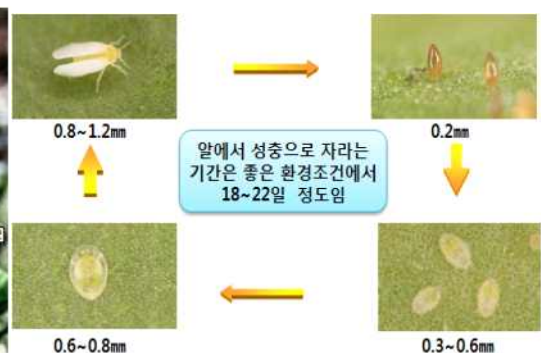 0.8~1.2㎜
0.2㎜
알에서 성충으로 자라는
기간은 좋은 환경조건에서
18~22일 정도임
0.6~0.8㎜
0.3~0.6㎜